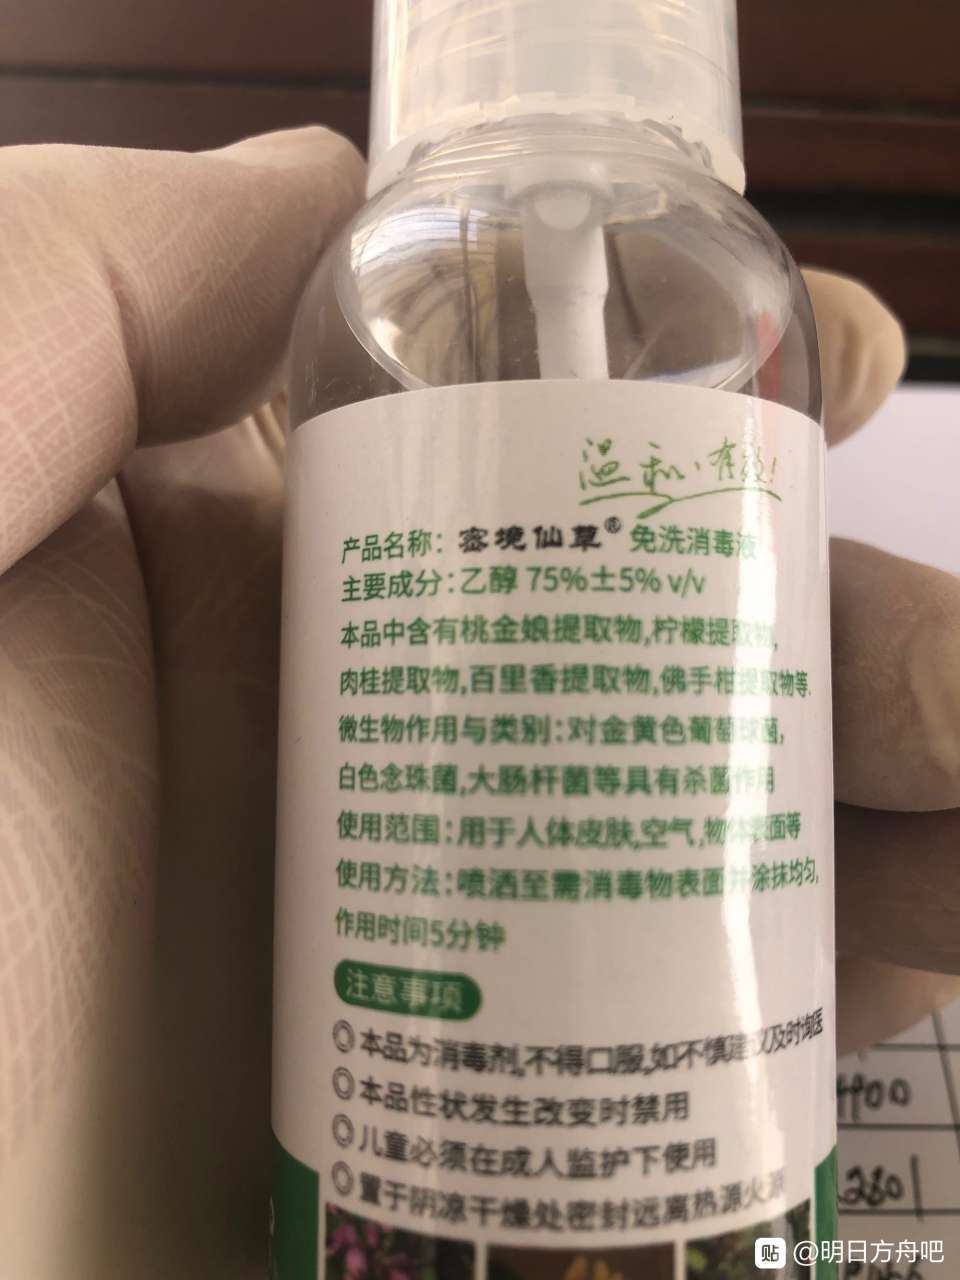 温和、有效!
产品名称：密境仙草® 免洗消毒液
主要成分：乙醇 75%±5% v/v
本品中含有桃金娘提取物,柠檬提取物,
肉桂提取物,百里香提取物,佛手柑提取物等.
微生物作用与类别：对金黄色葡萄球菌,
白色念珠菌,大肠杆菌等具有杀菌作用
使用范围：用于人体皮肤,空气,物体表面等
使用方法：喷洒至需消毒物表面并涂抹均匀,
作用时间5分钟
注意事项
◎ 本品为消毒剂,不得口服,如不慎建议及时询医
◎ 本品性状发生改变时禁用
◎ 儿童必须在成人监护下使用
◎ 置于阴凉干燥处密封远离热源火源
贴 @明日方舟吧